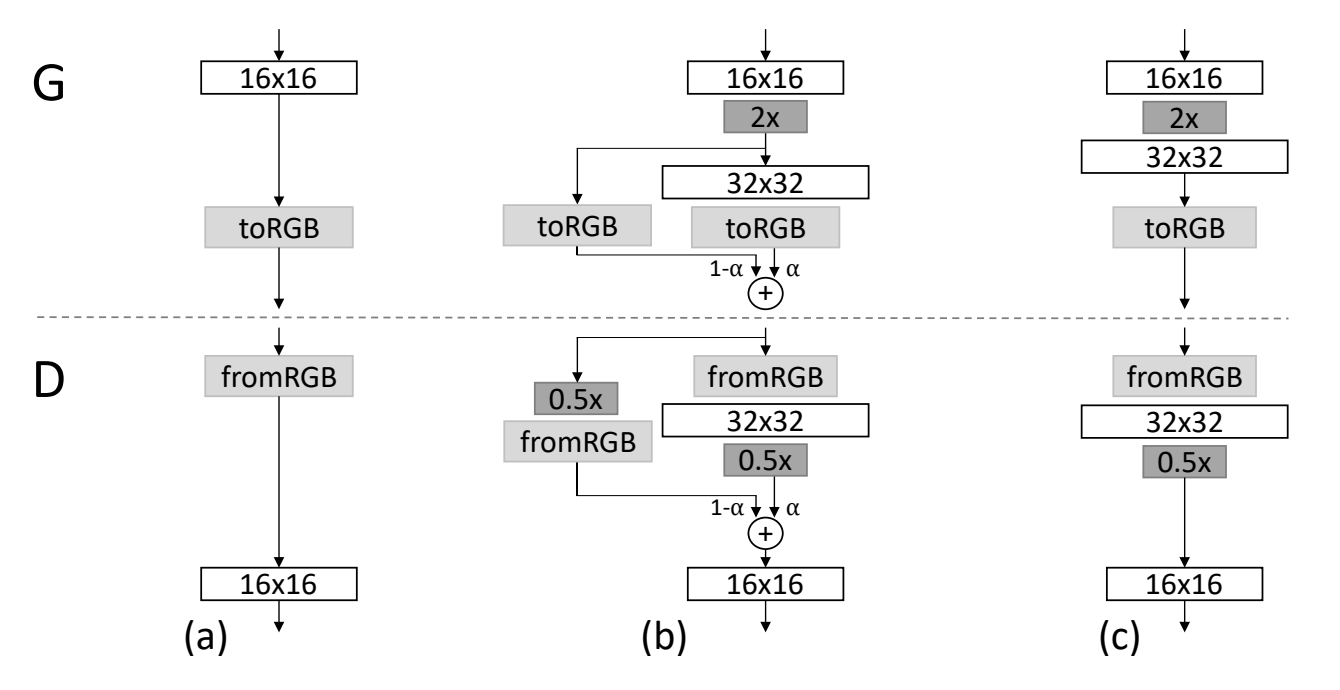 G
16x16
toRGB
16x16
2x
32x32
toRGB
toRGB
1-α
α
+
16x16
2x
32x32
toRGB
D
fromRGB
16x16
fromRGB
0.5x
32x32
fromRGB
0.5x
1-α
α
+
16x16
fromRGB
32x32
0.5x
16x16
(a)
(b)
(c)